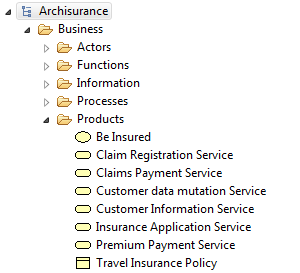 Archisurance
Business
Actors
Functions
Information
Processes
Products
Be Insured
Claim Registration Service
Claims Payment Service
Customer data mutation Service
Customer Information Service
Insurance Application Service
Premium Payment Service
Travel Insurance Policy